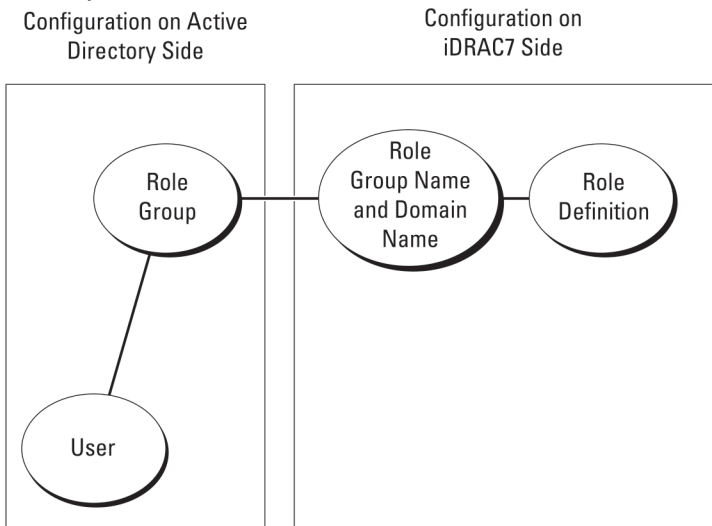 Configuration on Active
Directory Side
Configuration on
iDRAC7 Side
Role
Group
Role
Group Name
and Domain
Name
Role
Definition
User